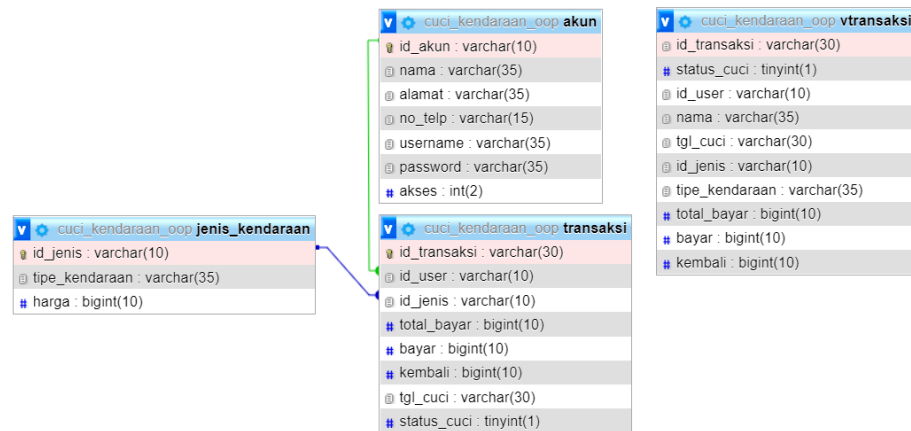 v cuci_kendaraan_oop akun
id_akun : varchar(10)
nama : varchar(35)
alamat : varchar(35)
no_telp : varchar(15)
username : varchar(35)
password : varchar(35)
# akses : int(2)
v cuci_kendaraan_oop vtransaksi
id_transaksi : varchar(30)
# status_cuci : tinyint(1)
id_user : varchar(10)
nama : varchar(35)
tgl_cuci : varchar(30)
id_jenis : varchar(10)
tipe_kendaraan : varchar(35)
# total_bayar : bigint(10)
# bayar : bigint(10)
# kembali : bigint(10)
v cuci_kendaraan_oop jenis_kendaraan
id_jenis : varchar(10)
tipe_kendaraan : varchar(35)
# harga : bigint(10)
v cuci_kendaraan_oop transaksi
id_transaksi : varchar(30)
id_user : varchar(10)
id_jenis : varchar(10)
# total_bayar : bigint(10)
# bayar : bigint(10)
# kembali : bigint(10)
tgl_cuci : varchar(30)
# status_cuci : tinyint(1)